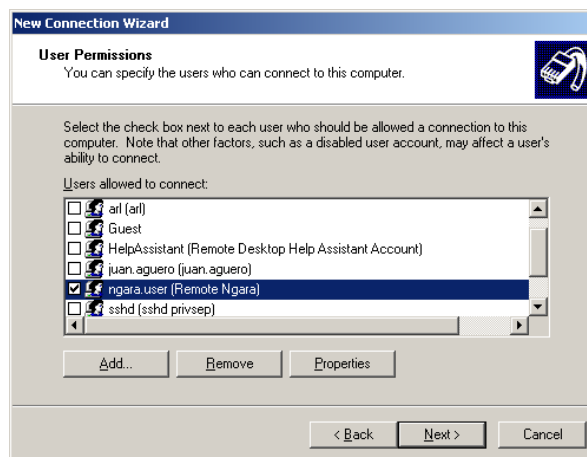 New Connection Wizard
User Permissions
You can specify the users who can connect to this computer.
Select the check box next to each user who should be allowed a connection to this
computer. Note that other factors, such as a disabled user account, may affect a user's
ability to connect.
Users allowed to connect:
arl (arl)
Guest
HelpAssistant (Remote Desktop Help Assistant Account)
juan.aguero (juan.aguero)
ngara.user (Remote Ngara)
sshd (sshd privsep)
Add... Remove Properties
< Back Next > Cancel